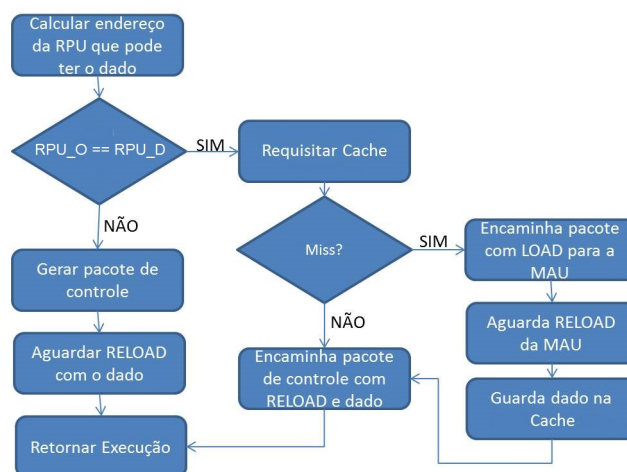 Calcular endereço
da RPU que pode
ter o dado
RPU_O == RPU_D
SIM
Requisitar Cache
NÃO
Miss?
SIM
Encaminha pacote
com LOAD para a
MAU
Gerar pacote de
controle
Aguarda RELOAD
da MAU
NÃO
Aguardar RELOAD
com o dado
Encaminha pacote
de controle com
RELOAD e dado
Guarda dado na
Cache
Retornar Execução